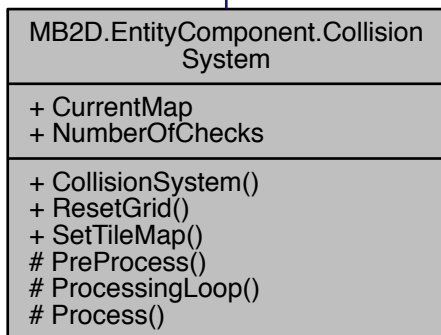 MB2D.EntityComponent.Collision
System
+ CurrentMap
+ NumberOfChecks
+ CollisionSystem()
+ ResetGrid()
+ SetTileMap()
# PreProcess()
# ProcessingLoop()
# Process()